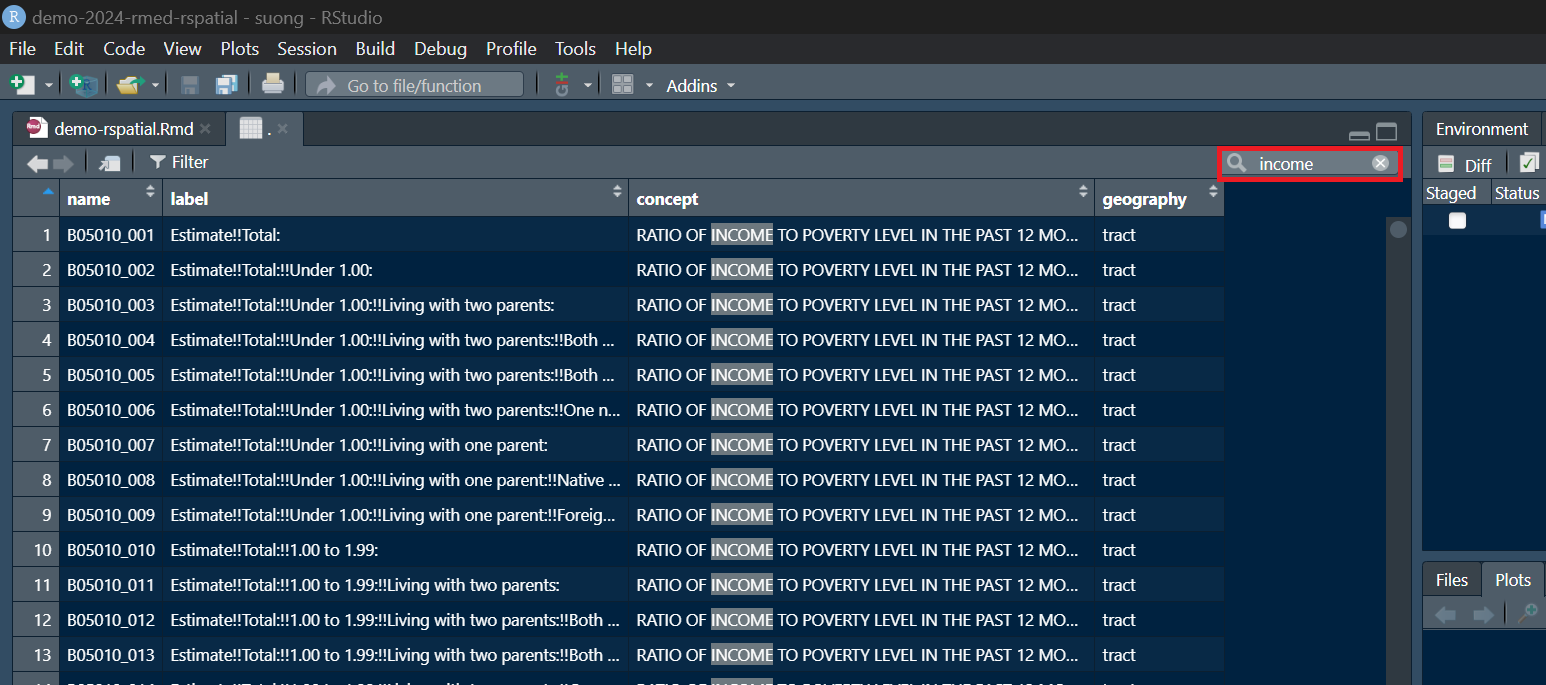 R demo-2024-rmed-rspatial - suong - RStudio
File Edit Code View Plots Session Build Debug Profile Tools Help
Go to file/function Addins
demo-rspatial.Rmd . Environment
Filter income Diff
Staged Status
name label concept geography
1 B05010_001 Estimate!!Total: RATIO OF INCOME TO POVERTY LEVEL IN THE PAST 12 MO... tract
2 B05010_002 Estimate!!Total:!!Under 1.00: RATIO OF INCOME TO POVERTY LEVEL IN THE PAST 12 MO... tract
3 B05010_003 Estimate!!Total:!!Under 1.00:!!Living with two parents: RATIO OF INCOME TO POVERTY LEVEL IN THE PAST 12 MO... tract
4 B05010_004 Estimate!!Total:!!Under 1.00:!!Living with two parents:!!Both ... RATIO OF INCOME TO POVERTY LEVEL IN THE PAST 12 MO... tract
5 B05010_005 Estimate!!Total:!!Under 1.00:!!Living with two parents:!!Both ... RATIO OF INCOME TO POVERTY LEVEL IN THE PAST 12 MO... tract
6 B05010_006 Estimate!!Total:!!Under 1.00:!!Living with two parents:!!One n... RATIO OF INCOME TO POVERTY LEVEL IN THE PAST 12 MO... tract
7 B05010_007 Estimate!!Total:!!Under 1.00:!!Living with one parent: RATIO OF INCOME TO POVERTY LEVEL IN THE PAST 12 MO... tract
8 B05010_008 Estimate!!Total:!!Under 1.00:!!Living with one parent:!!Native ... RATIO OF INCOME TO POVERTY LEVEL IN THE PAST 12 MO... tract
9 B05010_009 Estimate!!Total:!!Under 1.00:!!Living with one parent:!!Foreig... RATIO OF INCOME TO POVERTY LEVEL IN THE PAST 12 MO... tract
10 B05010_010 Estimate!!Total:!!1.00 to 1.99: RATIO OF INCOME TO POVERTY LEVEL IN THE PAST 12 MO... tract
11 B05010_011 Estimate!!Total:!!1.00 to 1.99:!!Living with two parents: RATIO OF INCOME TO POVERTY LEVEL IN THE PAST 12 MO... tract
Files Plots
12 B05010_012 Estimate!!Total:!!1.00 to 1.99:!!Living with two parents:!!Both ... RATIO OF INCOME TO POVERTY LEVEL IN THE PAST 12 MO... tract
13 B05010_013 Estimate!!Total:!!1.00 to 1.99:!!Living with two parents:!!Both ... RATIO OF INCOME TO POVERTY LEVEL IN THE PAST 12 MO... tract